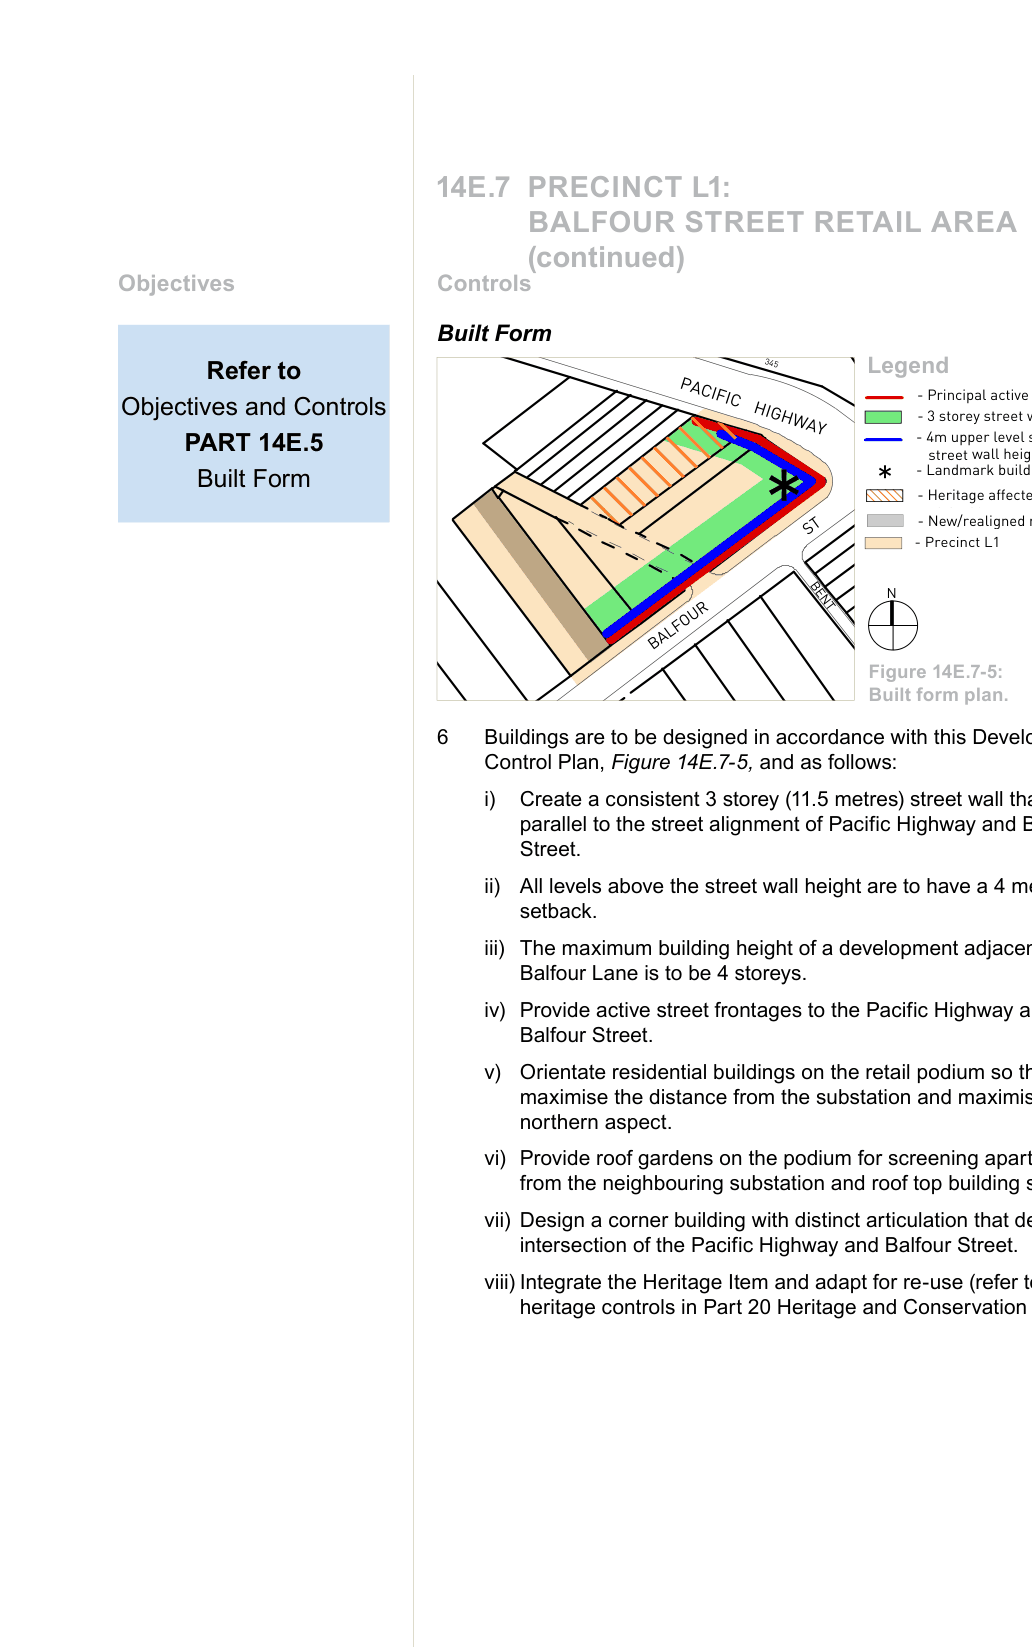 14E.7 PRECINCT L1:
BALFOUR STREET RETAIL AREA
(continued)
Objectives
Controls
Refer to
Objectives and Controls
PART 14E.5
Built Form
Built Form
345
PACIFIC HIGHWAY
ST
BENT
BALFOUR
Legend
- Principal active
- 3 storey street w
- 4m upper level s
street wall heig
- Landmark build
- Heritage affecte
- New/realigned r
- Precinct L1
N
Figure 14E.7-5:
Built form plan.
6 Buildings are to be designed in accordance with this Develo
Control Plan, Figure 14E.7-5, and as follows:
i) Create a consistent 3 storey (11.5 metres) street wall tha
parallel to the street alignment of Pacific Highway and B
Street.
ii) All levels above the street wall height are to have a 4 me
setback.
iii) The maximum building height of a development adjacen
Balfour Lane is to be 4 storeys.
iv) Provide active street frontages to the Pacific Highway a
Balfour Street.
v) Orientate residential buildings on the retail podium so th
maximise the distance from the substation and maximis
northern aspect.
vi) Provide roof gardens on the podium for screening apart
from the neighbouring substation and roof top building s
vii) Design a corner building with distinct articulation that de
intersection of the Pacific Highway and Balfour Street.
viii) Integrate the Heritage Item and adapt for re-use (refer to
heritage controls in Part 20 Heritage and Conservation